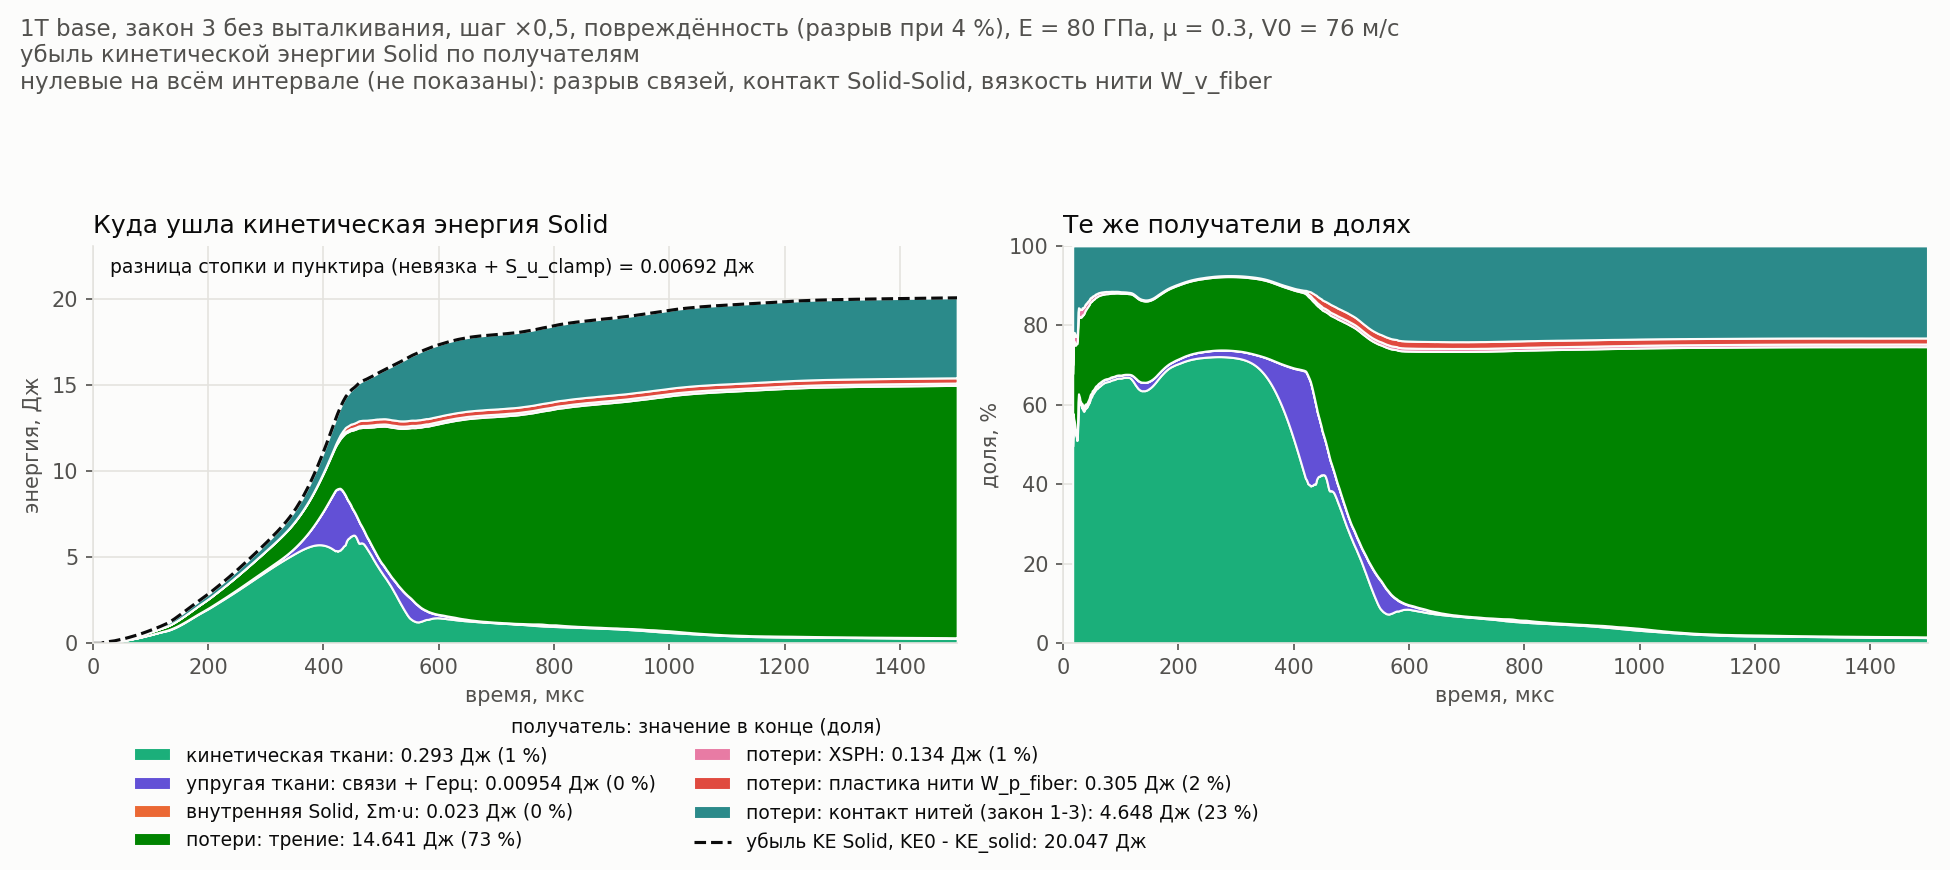 1T base, закон 3 без выталкивания, шаг ×0,5, повреждённость (разрыв при 4 %), E = 80 ГПа, μ = 0.3, V0 = 76 м/с
убыль кинетической энергии Solid по получателям
нулевые на всём интервале (не показаны): разрыв связей, контакт Solid-Solid, вязкость нити W_v_fiber
Куда ушла кинетическая энергия Solid
разница стопки и пунктира (невязка + S_u_clamp) = 0.00692 Дж
энергия, Дж
20
15
10
5
0
0 200 400 600 800 1000 1200 1400
время, мкс
Те же получатели в долях
доля, %
100
80
60
40
20
0
0 200 400 600 800 1000 1200 1400
время, мкс
получатель: значение в конце (доля)
кинетическая ткани: 0.293 Дж (1 %)
упругая ткани: связи + Герц: 0.00954 Дж (0 %)
внутренняя Solid, Σm·u: 0.023 Дж (0 %)
потери: трение: 14.641 Дж (73 %)
потери: XSPH: 0.134 Дж (1 %)
потери: пластика нити W_p_fiber: 0.305 Дж (2 %)
потери: контакт нитей (закон 1-3): 4.648 Дж (23 %)
убыль KE Solid, KE0 - KE_solid: 20.047 Дж